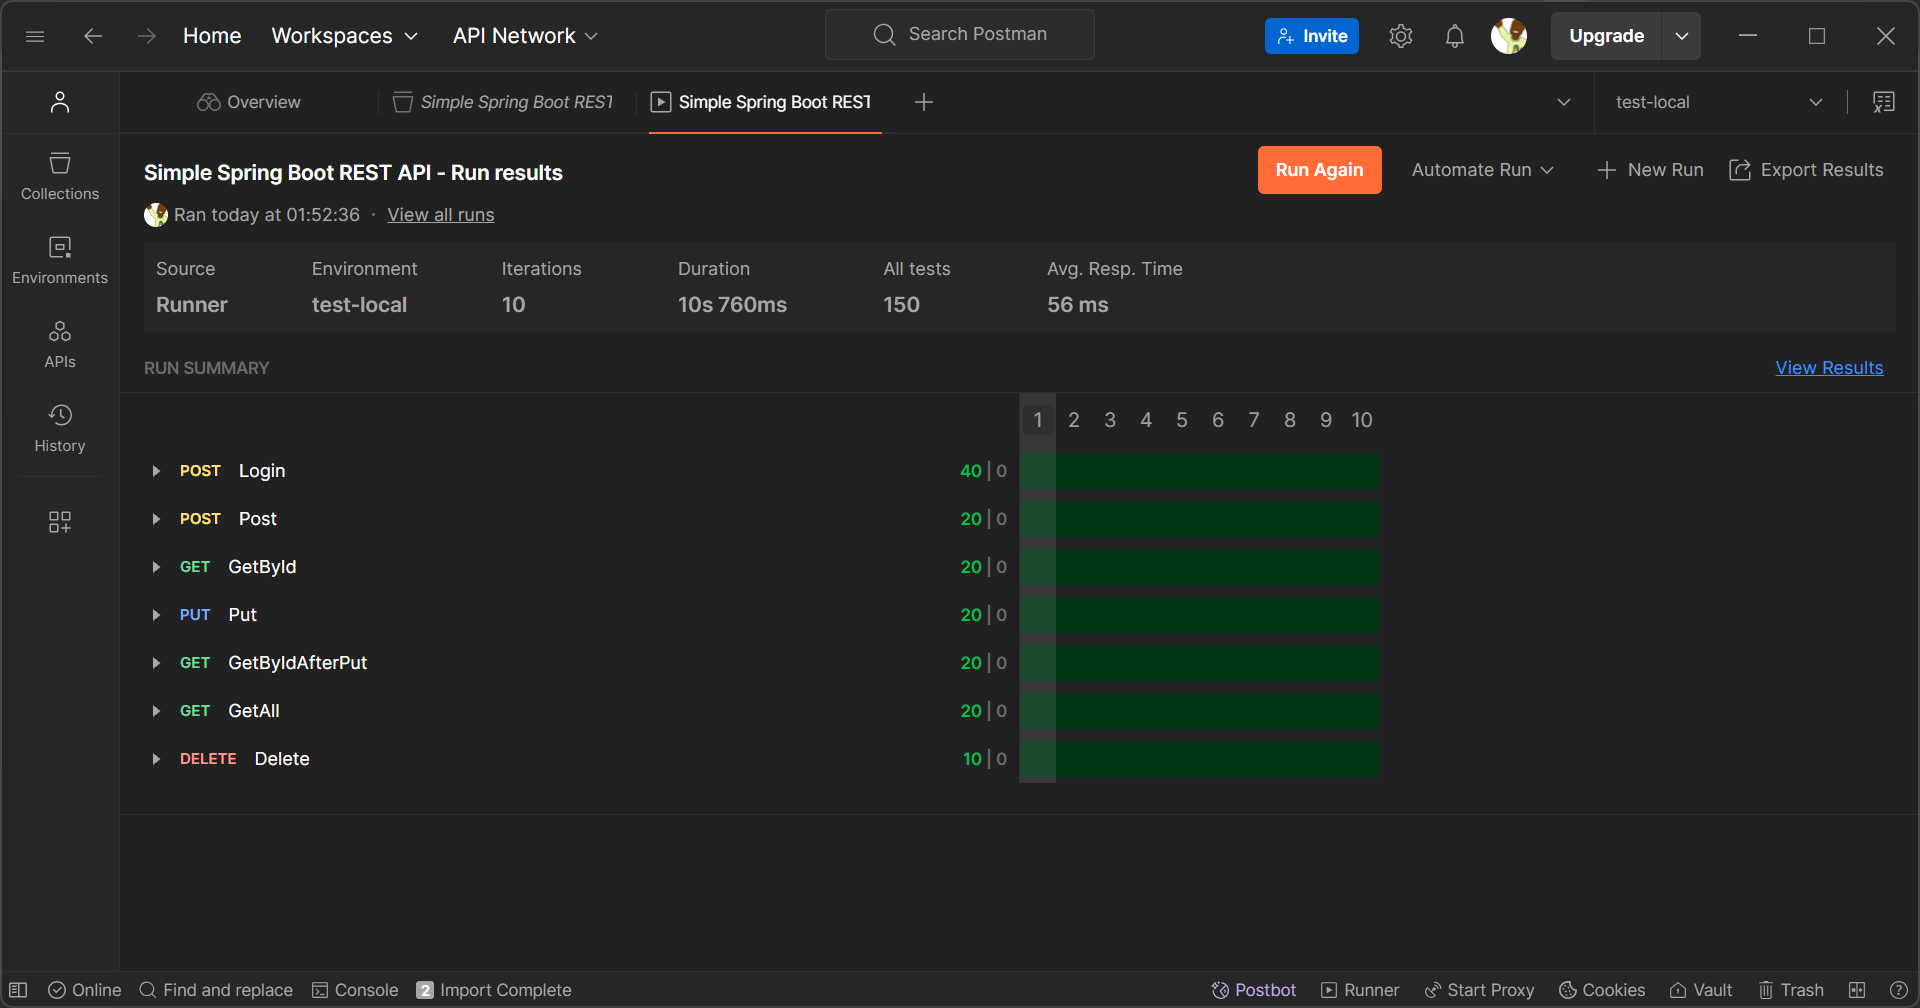 Home Workspaces API Network Search Postman Invite Upgrade
Overview Simple Spring Boot REST Simple Spring Boot REST test-local
Collections
Environments
APIs
History
Simple Spring Boot REST API - Run results
Run Again Automate Run New Run Export Results
Ran today at 01:52:36 · View all runs
Source Environment Iterations Duration All tests Avg. Resp. Time
Runner test-local 10 10s 760ms 150 56 ms
RUN SUMMARY View Results
1 2 3 4 5 6 7 8 9 10
POST Login 40 | 0
POST Post 20 | 0
GET GetById 20 | 0
PUT Put 20 | 0
GET GetByIdAfterPut 20 | 0
GET GetAll 20 | 0
DELETE Delete 10 | 0
Online Find and replace Console 2 Import Complete Postbot Runner Start Proxy Cookies Vault Trash